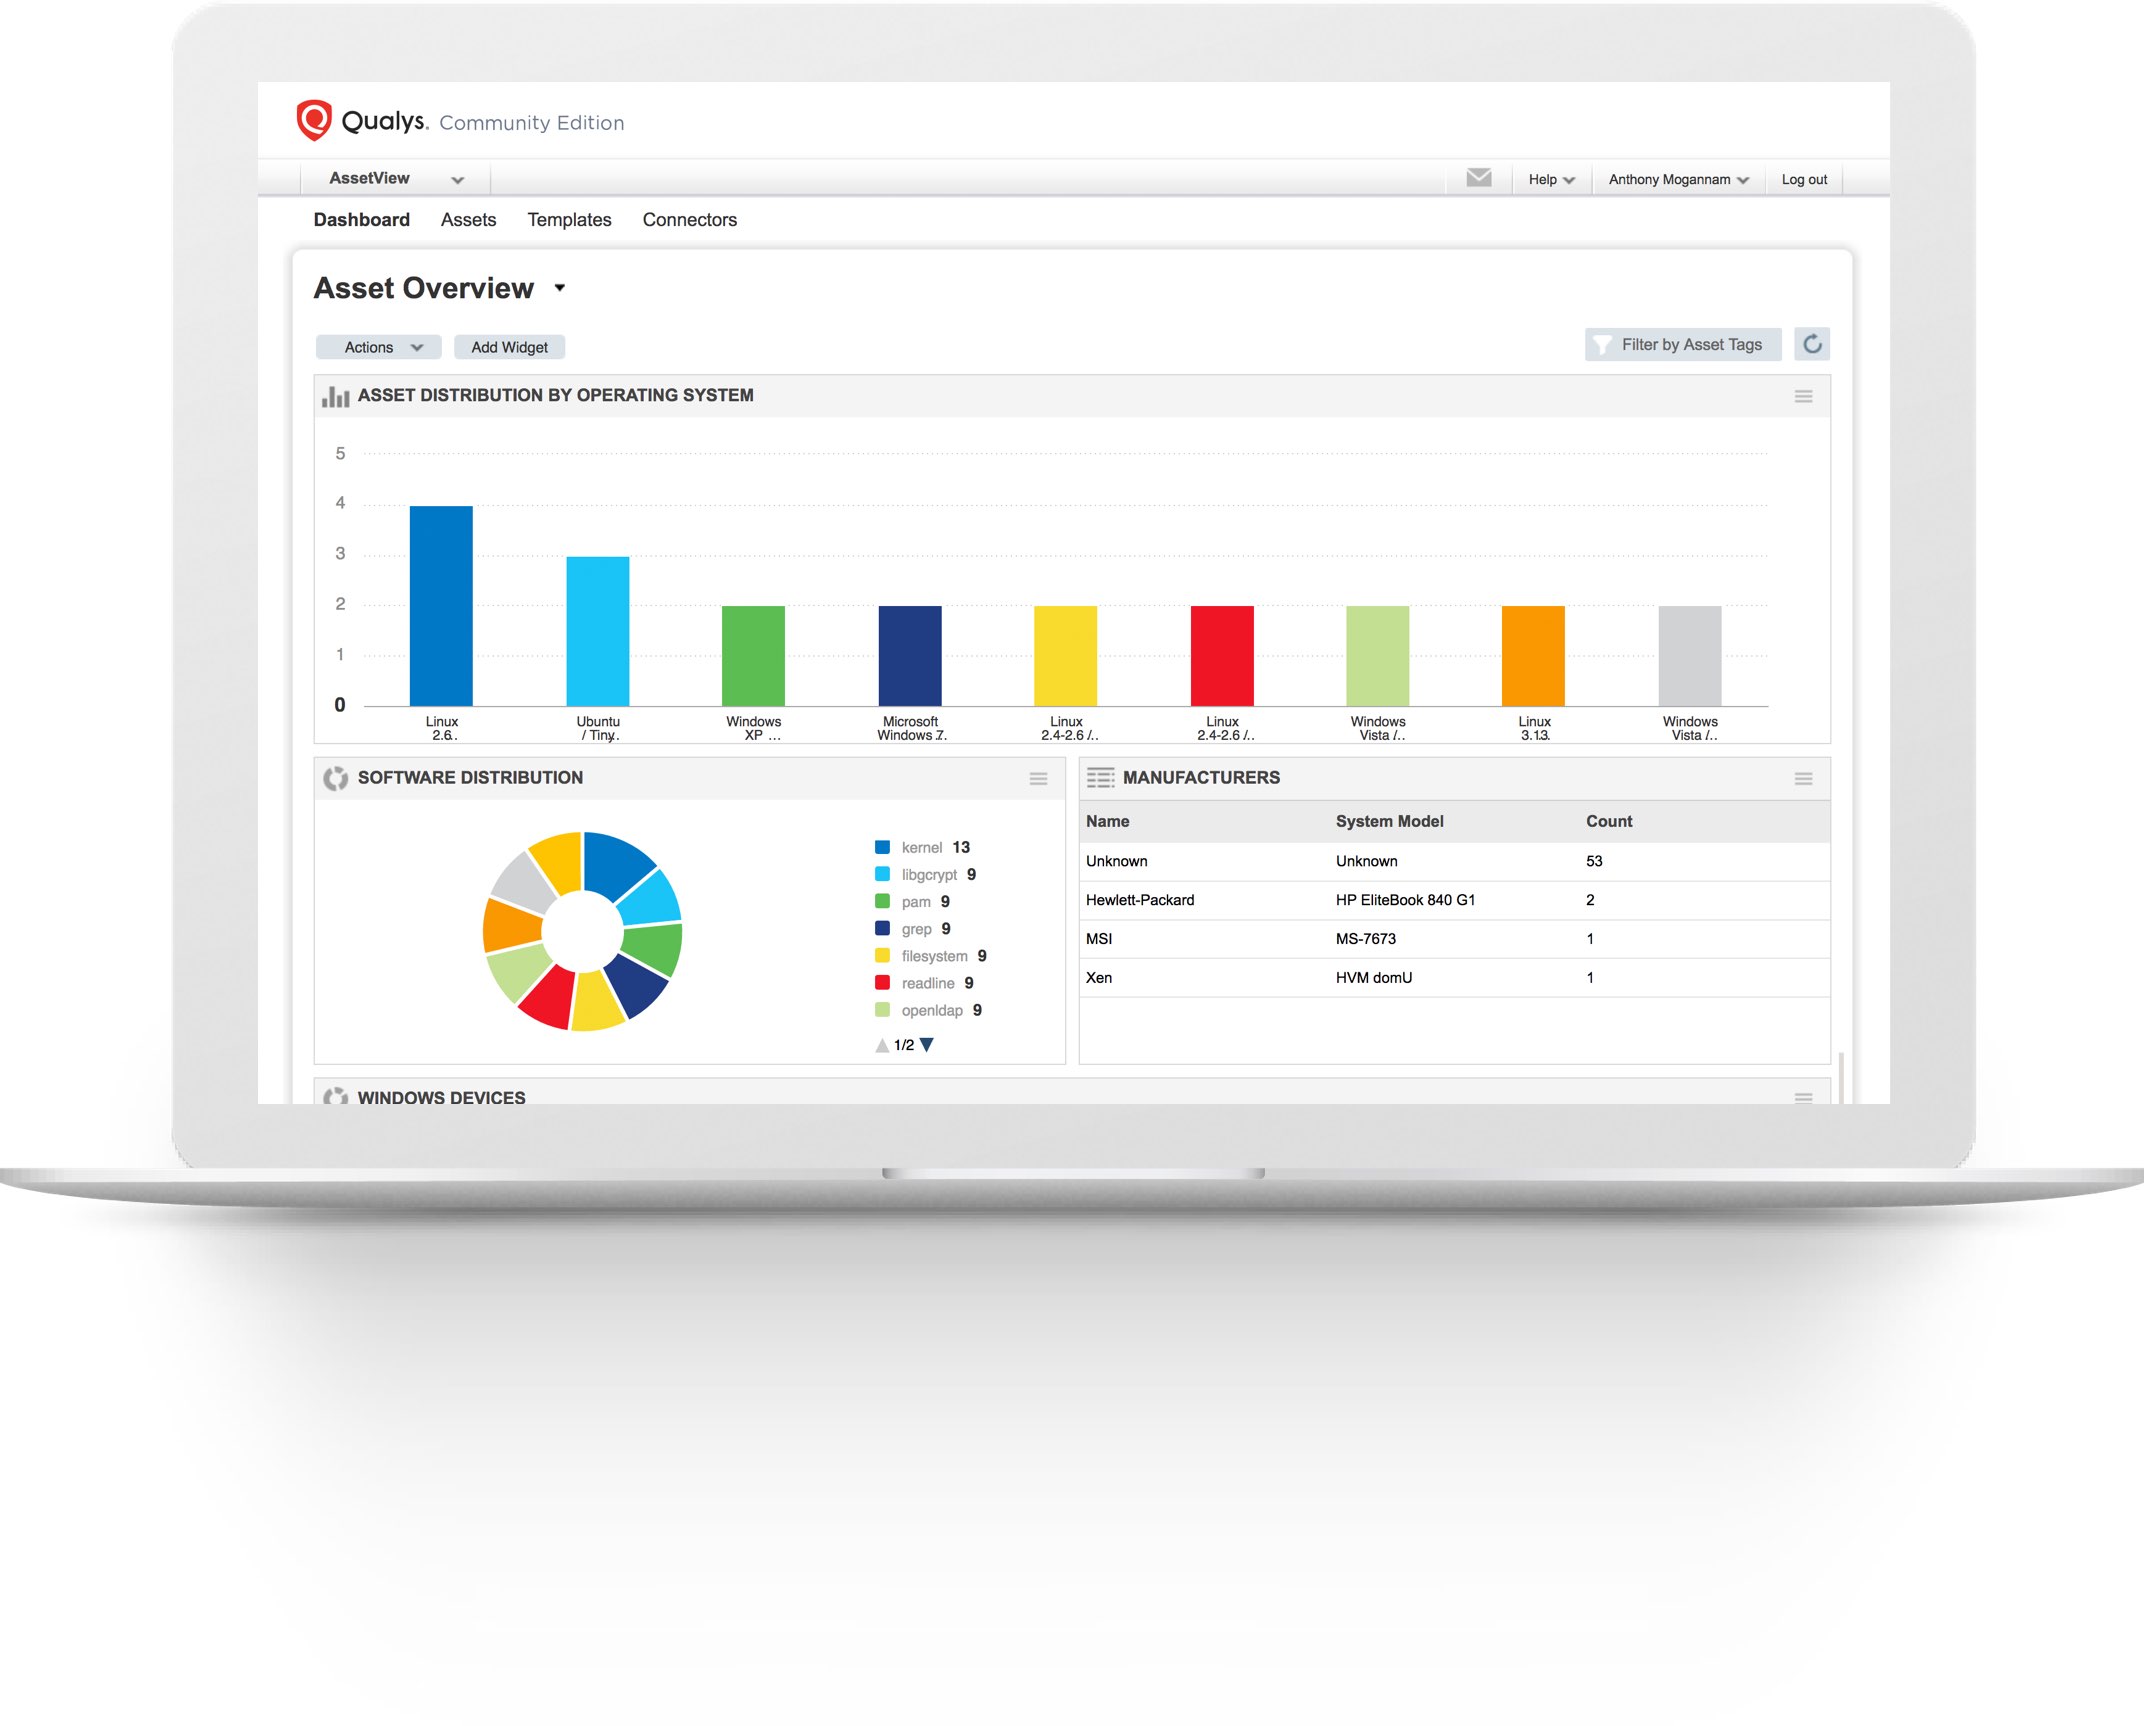 Qualys. Community Edition
AssetView
Help
Anthony Mogannam
Log out
Dashboard Assets Templates Connectors
Asset Overview
Actions
Add Widget
Filter by Asset Tags
ASSET DISTRIBUTION BY OPERATING SYSTEM
5
4
3
2
1
0
Linux
2.6..
Ubuntu
/ Tiny..
Windows
XP ...
Microsoft
Windows 7.
Linux
2.4-2.6 /..
Linux
2.4-2.6 /..
Windows
Vista /..
Linux
3.13.
Windows
Vista /..
SOFTWARE DISTRIBUTION
kernel 13
libgcrypt 9
pam 9
grep 9
filesystem 9
readline 9
openldap 9
1/2
MANUFACTURERS
Name System Model Count
Unknown Unknown 53
Hewlett-Packard HP EliteBook 840 G1 2
MSI MS-7673 1
Xen HVM domU 1
WINDOWS DEVICES